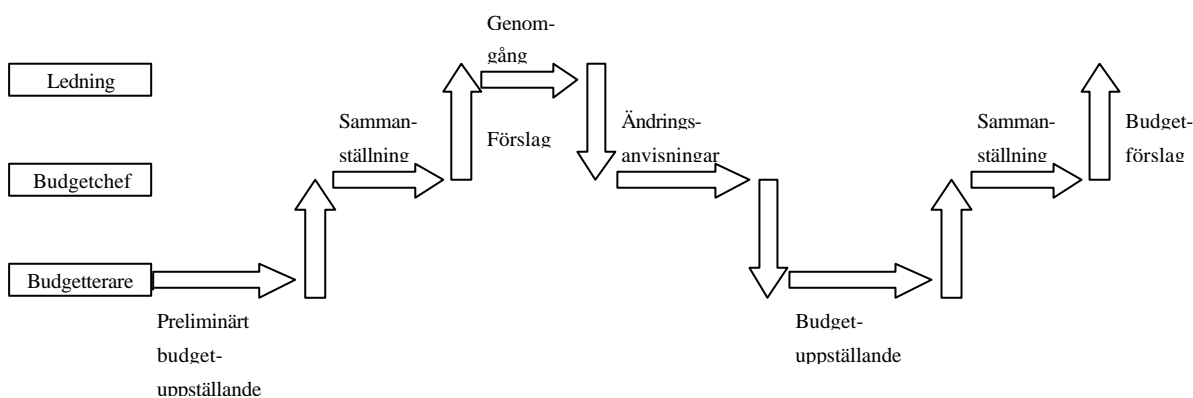 Genom-
gång
Ledning
Samman-
ställning
Förslag
Ändrings-
anvisningar
Samman-
ställning
Budget-
förslag
Budgetchef
Budgetterare
Preliminärt
budget-
uppställande
Budget-
uppställande